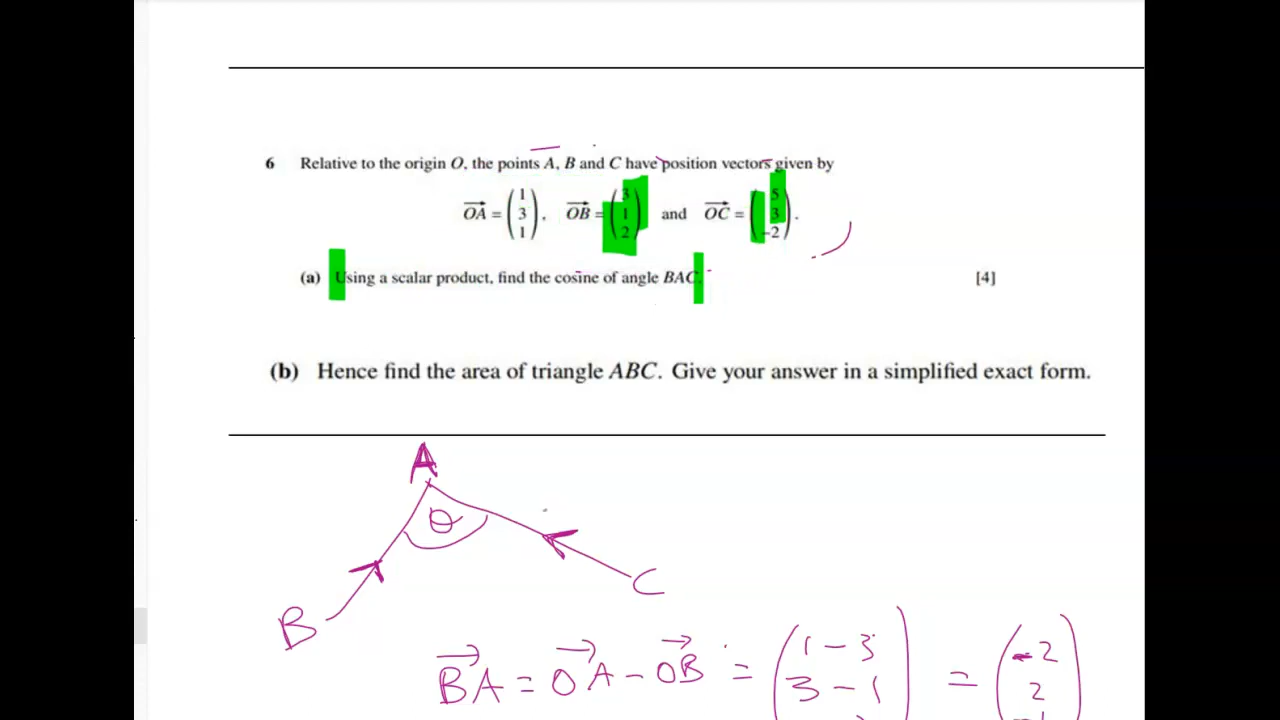 6 Relative to the origin O, the points A, B and C have position vectors given by
OA = (1 3 1), OB = (3 1 2) and OC = (5 3 -2).
(a) Using a scalar product, find the cosine of angle BAC. [4]
(b) Hence find the area of triangle ABC. Give your answer in a simplified exact form.
A
θ
C
B
BA = OA - OB = (1-3 3-1 = (-2 2 -1